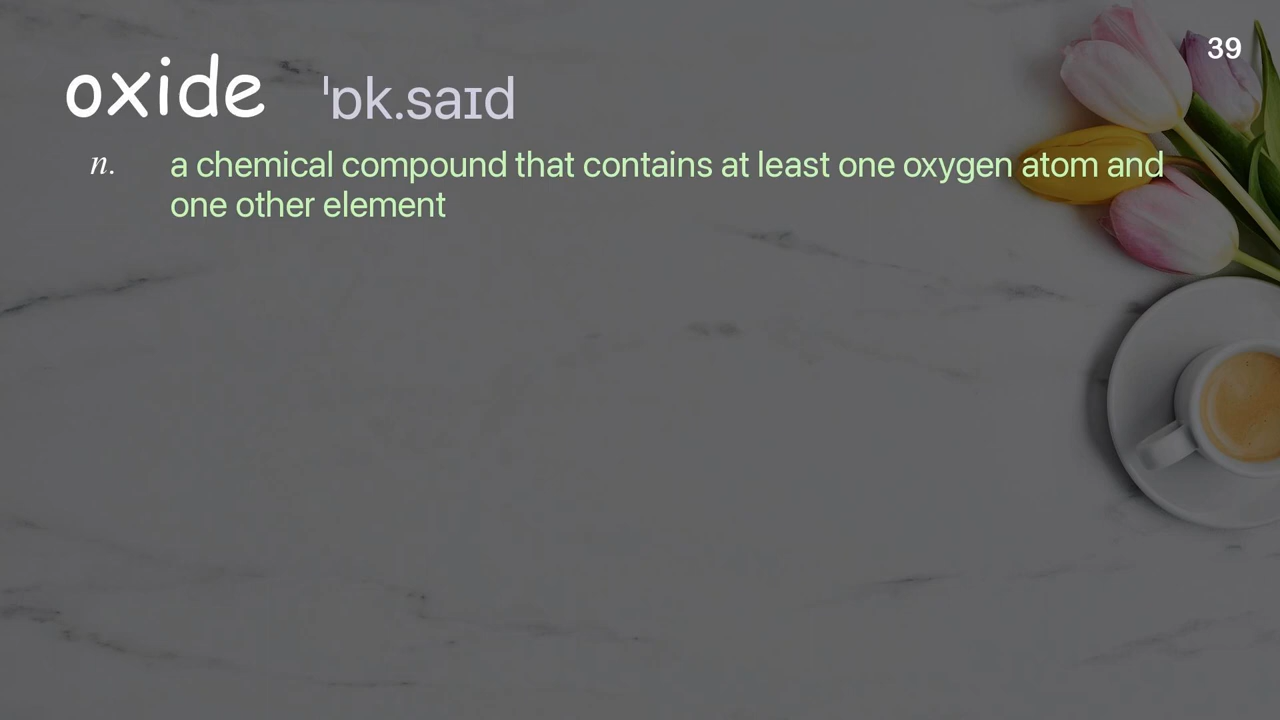 39
oxide ˈɒk.saɪd
n. a chemical compound that contains at least one oxygen atom and
one other element